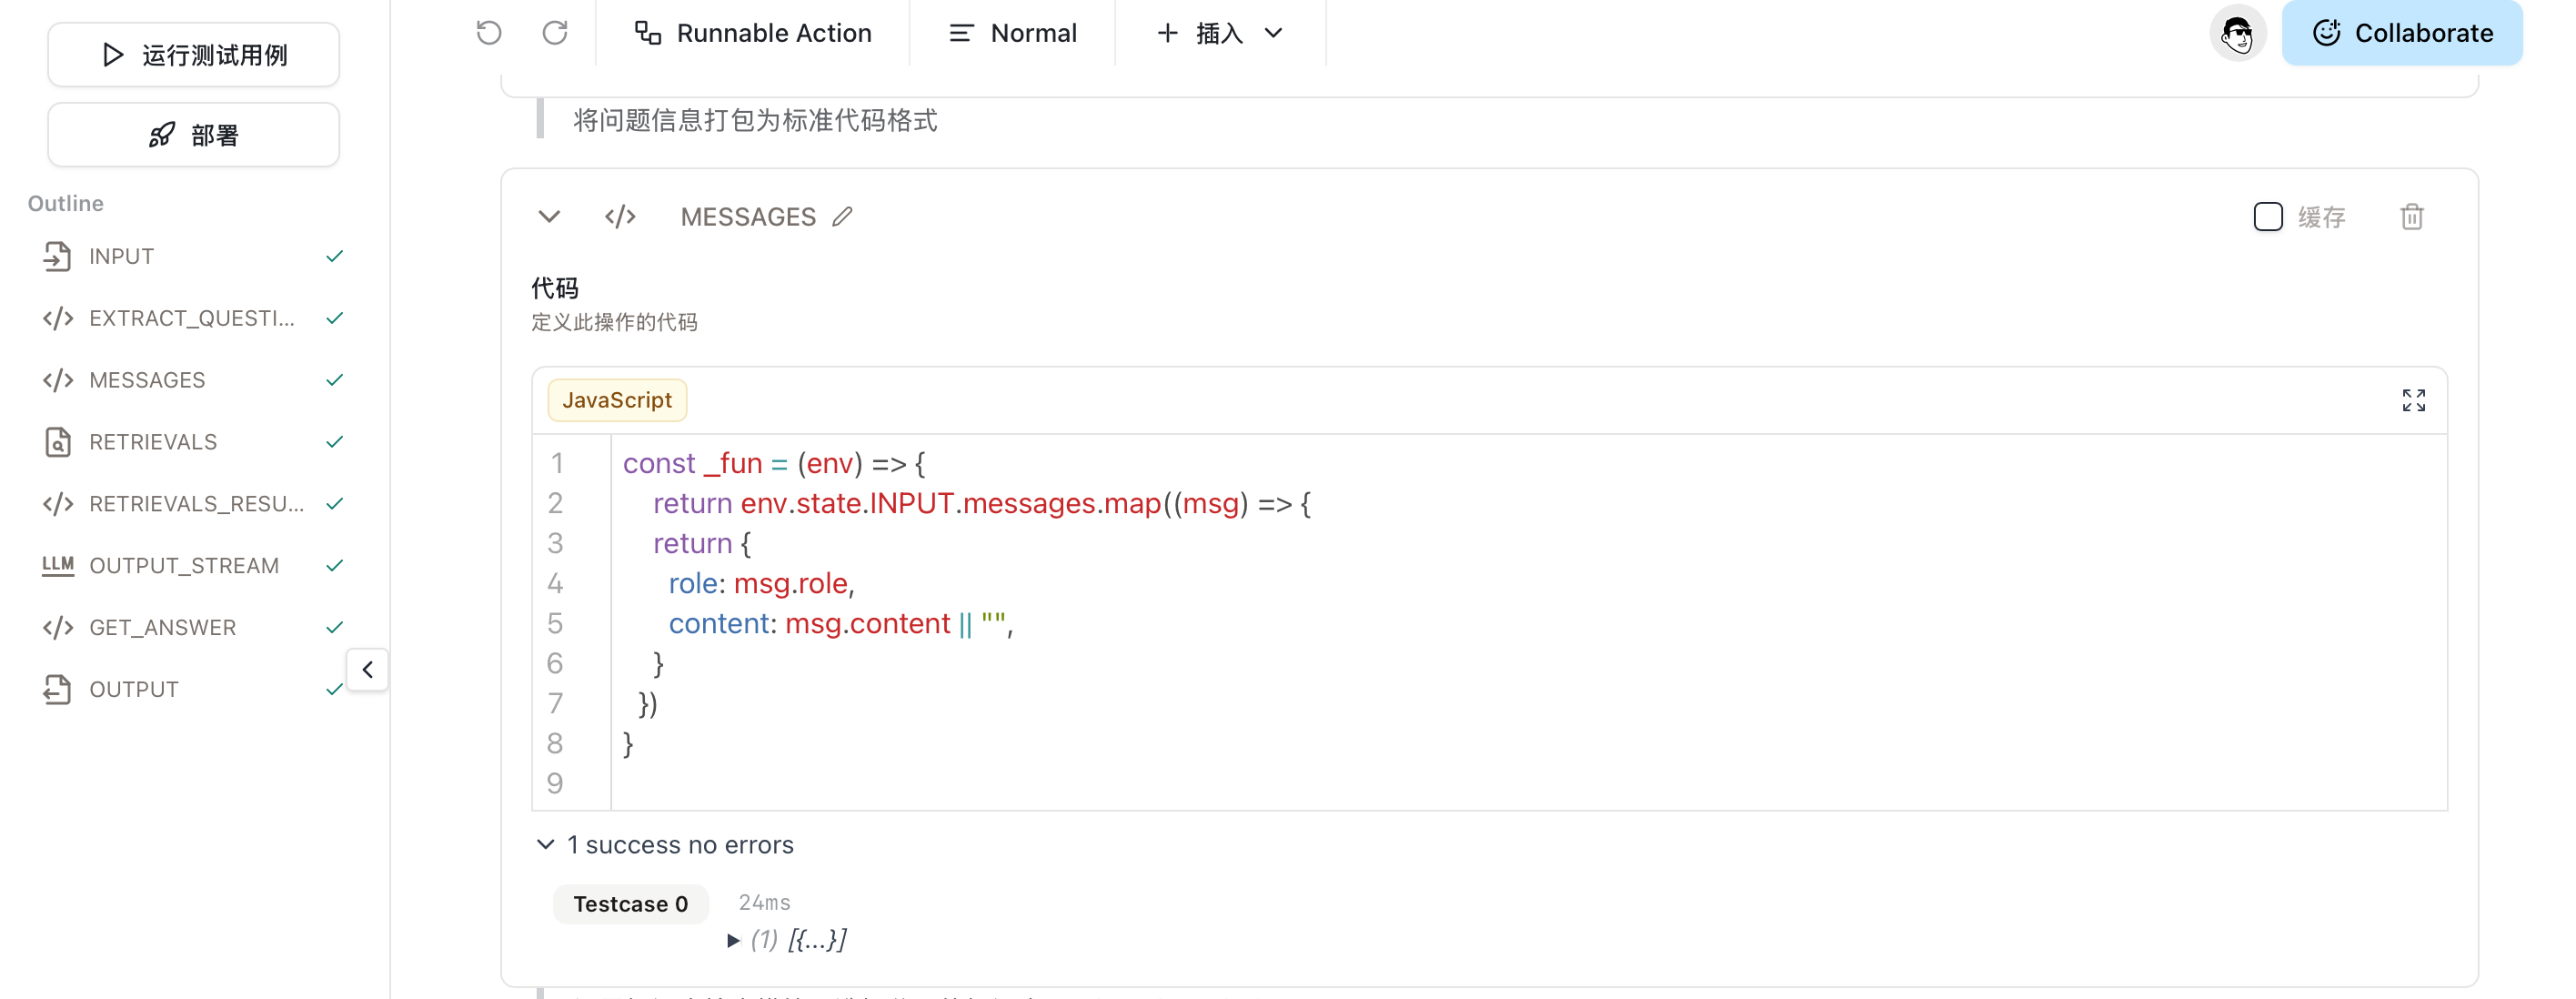 运行测试用例
部署
Outline
INPUT
EXTRACT_QUESTI...
MESSAGES
RETRIEVALS
RETRIEVALS_RESU...
LLM OUTPUT_STREAM
GET_ANSWER
OUTPUT
Runnable Action Normal 插入 Collaborate
将问题信息打包为标准代码格式
</> MESSAGES 缓存
代码
定义此操作的代码
JavaScript
1 const _fun = (env) => {
2 return env.state.INPUT.messages.map((msg) => {
3 return {
4 role: msg.role,
5 content: msg.content || "",
6 }
7 })
8 }
9
1 success no errors
Testcase 0 24ms
(1) [{...}]